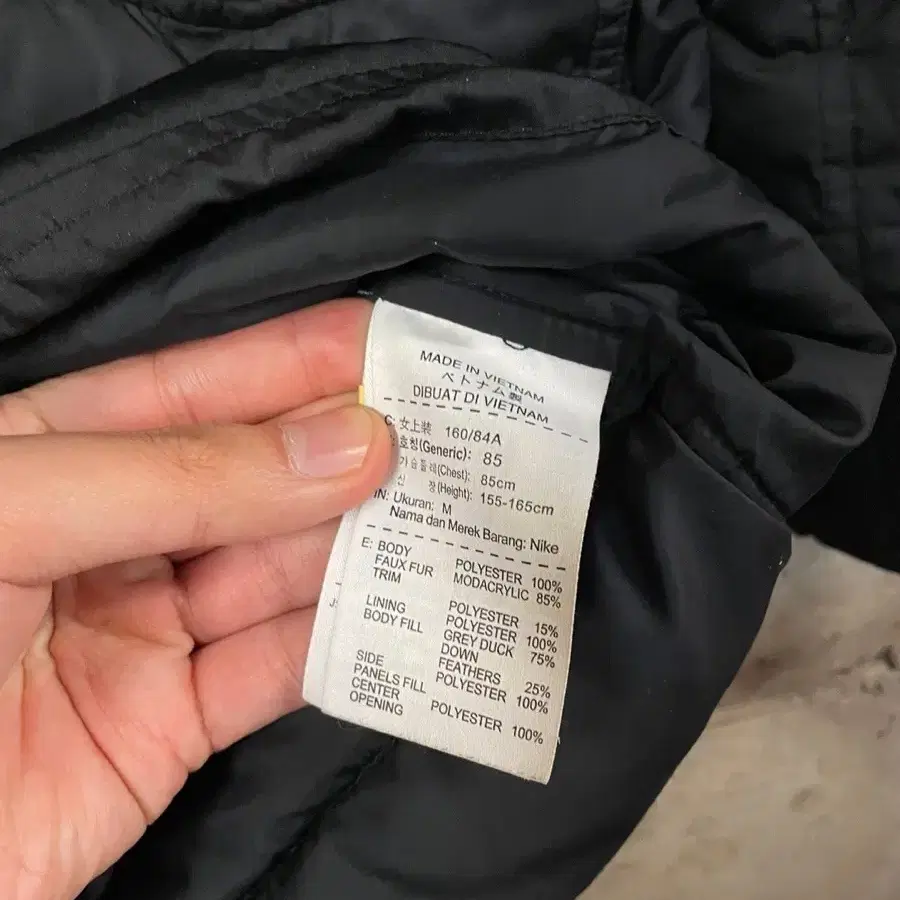 MADE IN VIETNAM
ベトナム製
DIBUAT DI VIETNAM
C: 女上裝 160/84A
호칭(Generic): 85
가슴둘레(Chest): 85cm
신 장(Height): 155-165cm
IN: Ukuran: M
Nama dan Merek Barang: Nike
E: BODY POLYESTER 100%
FAUX FUR MODACRYLIC 85%
TRIM POLYESTER 15%
LINING POLYESTER 100%
BODY FILL GREY DUCK 75%
DOWN
FEATHERS 25%
SIDE POLYESTER 100%
PANELS FILL
CENTER POLYESTER 100%
OPENING